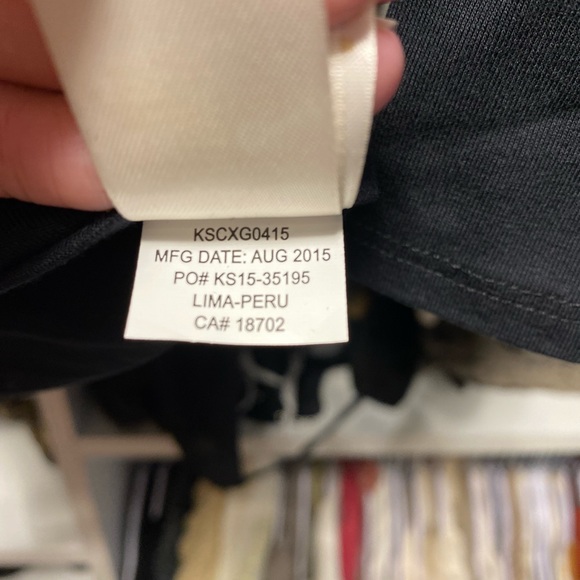 KSCXG0415
MFG DATE: AUG 2015
PO# KS15-35195
LIMA-PERU
CA# 18702